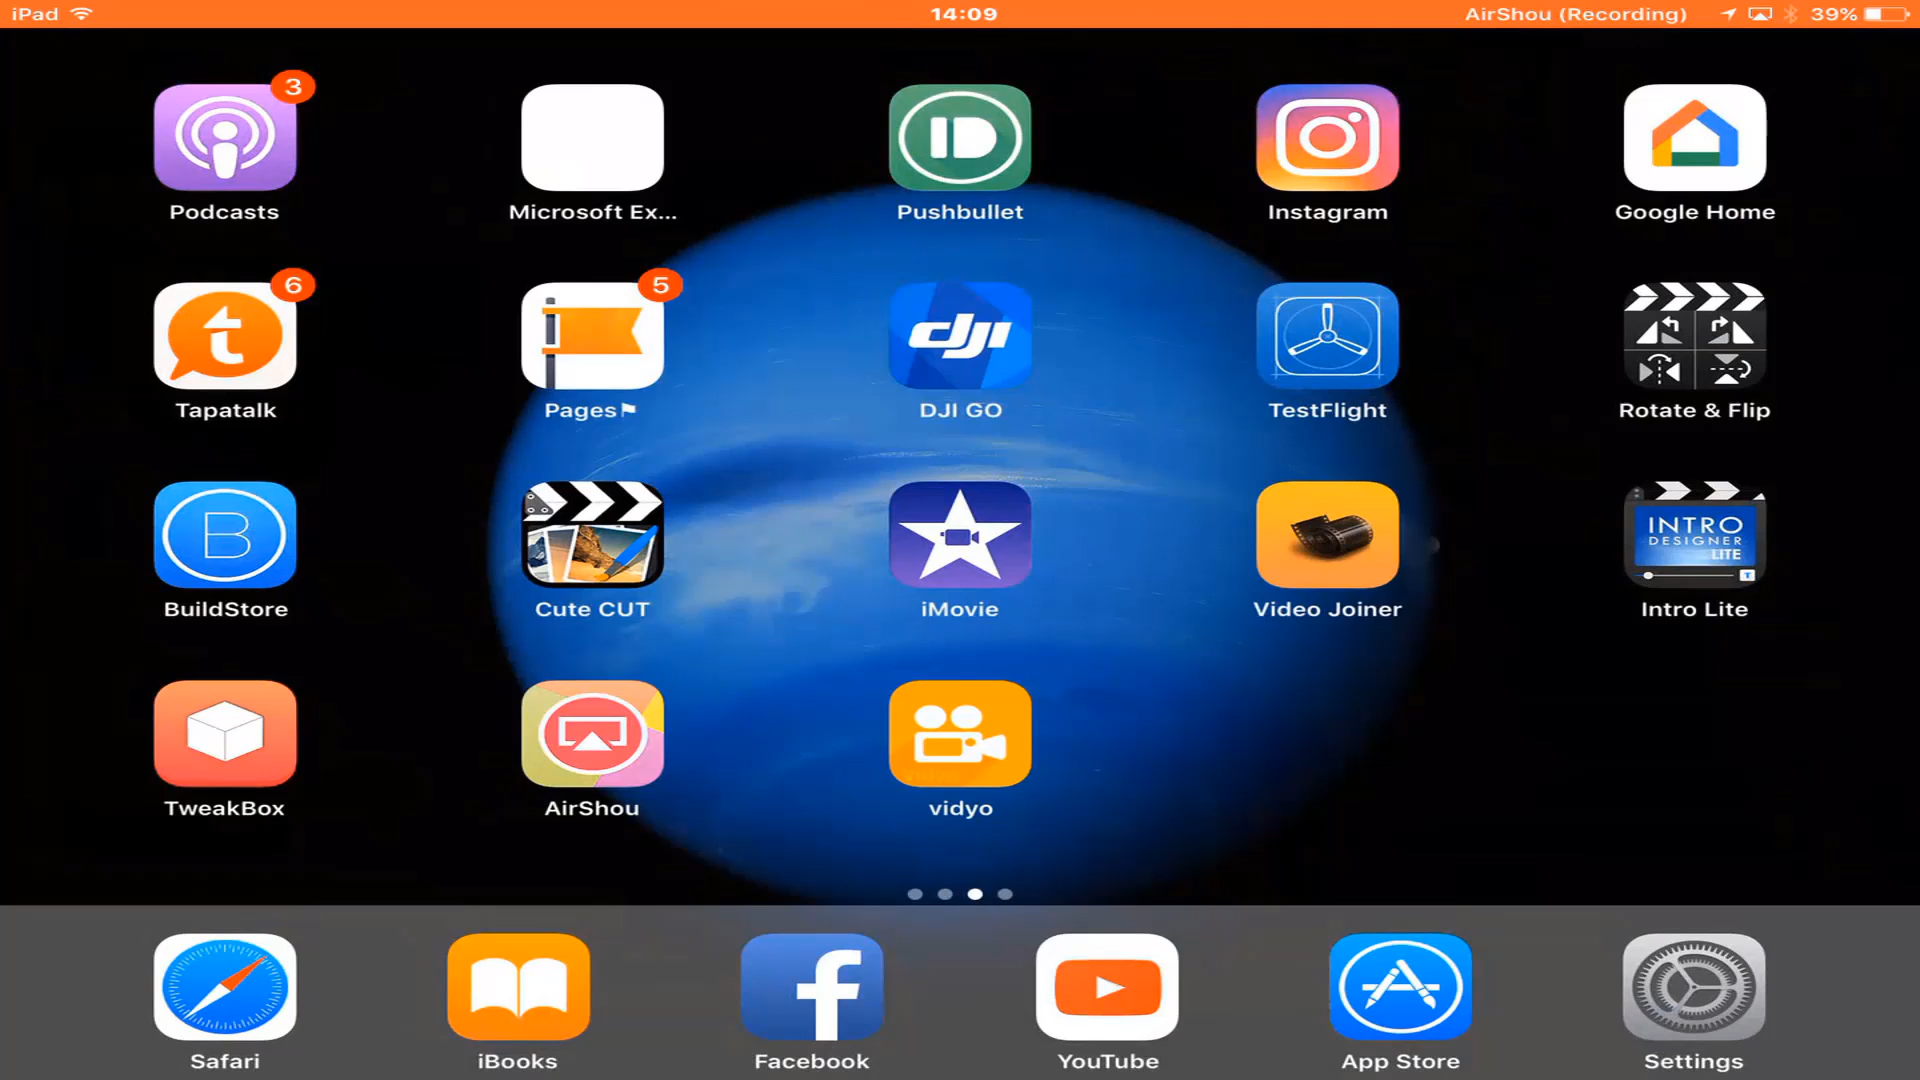 iPad 14:09 AirShou (Recording) 39%
3
Podcasts Microsoft Ex... Pushbullet Instagram Google Home
6 5
t dji
Tapatalk Pages DJI GO TestFlight Rotate & Flip
B INTRO
DESIGNER
LITE
T
BuildStore Cute CUT iMovie Video Joiner Intro Lite
TweakBox AirShou vidyo
f
Safari iBooks Facebook YouTube App Store Settings